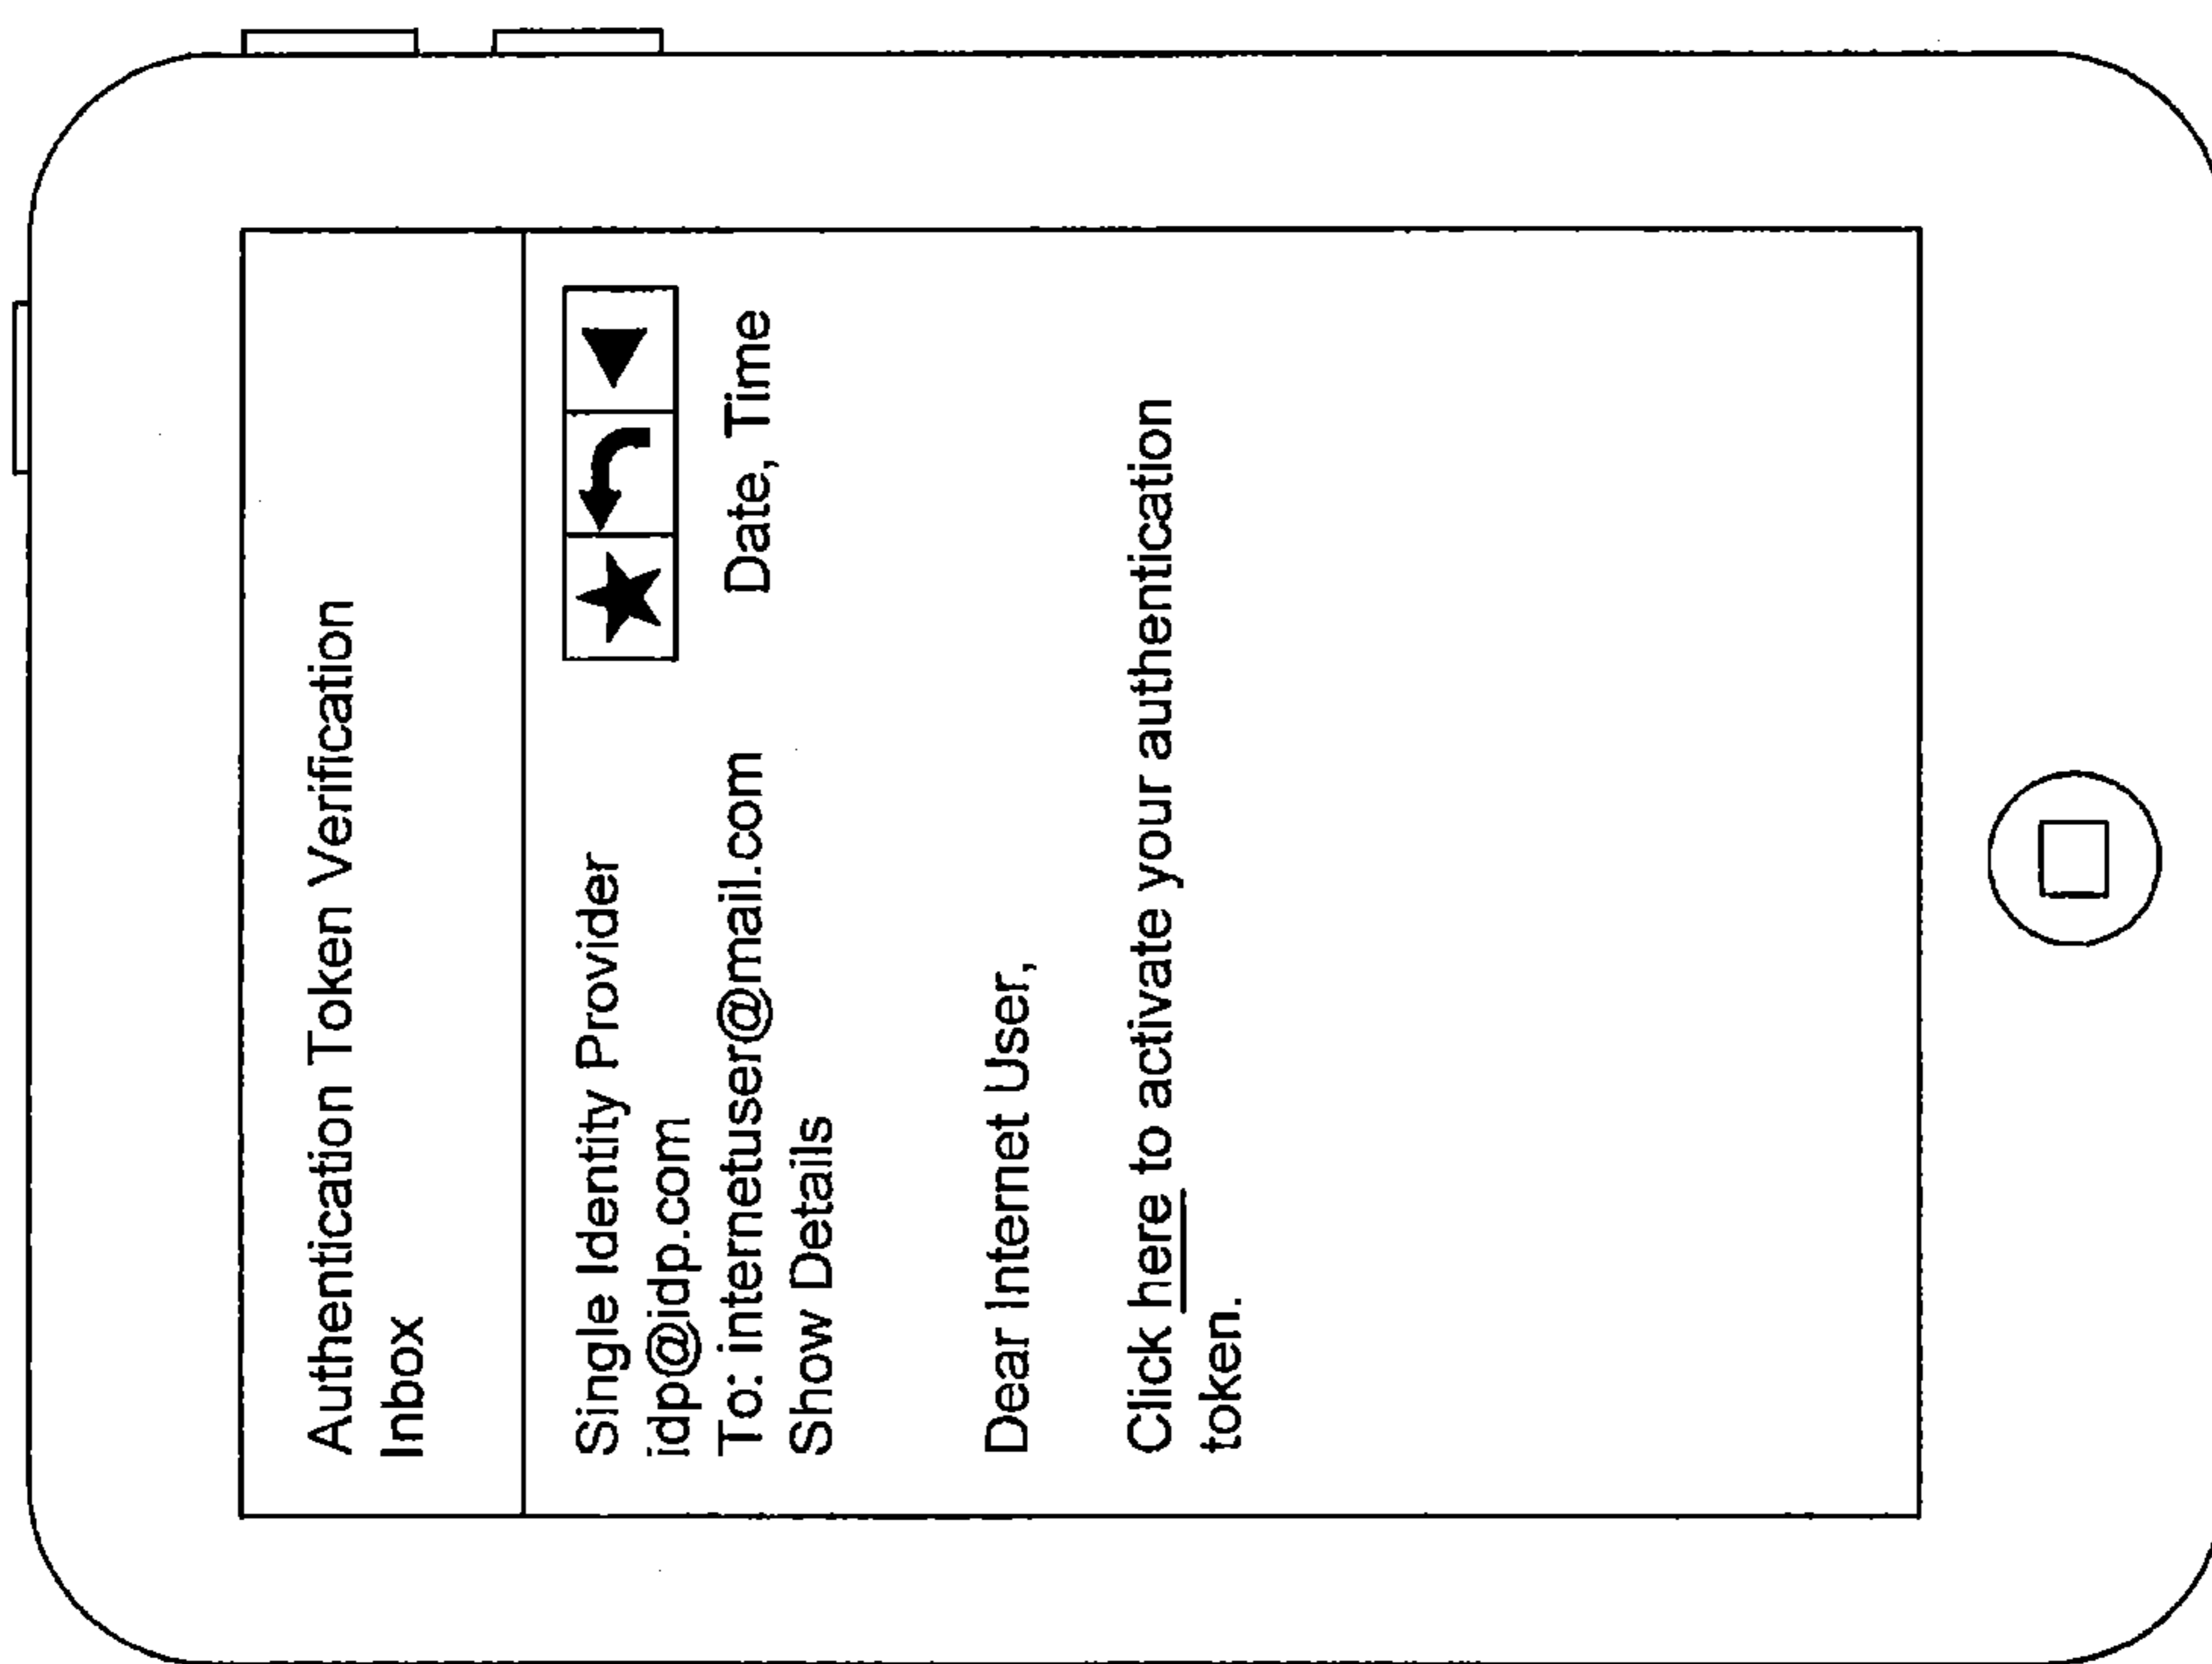 Authentication Token Verification
Inbox
Single Identity Provider
idp@idp.com
To: internetuser@mail.com Date, Time
Show Details
Dear Internet User,
Click here to activate your authentication
token.